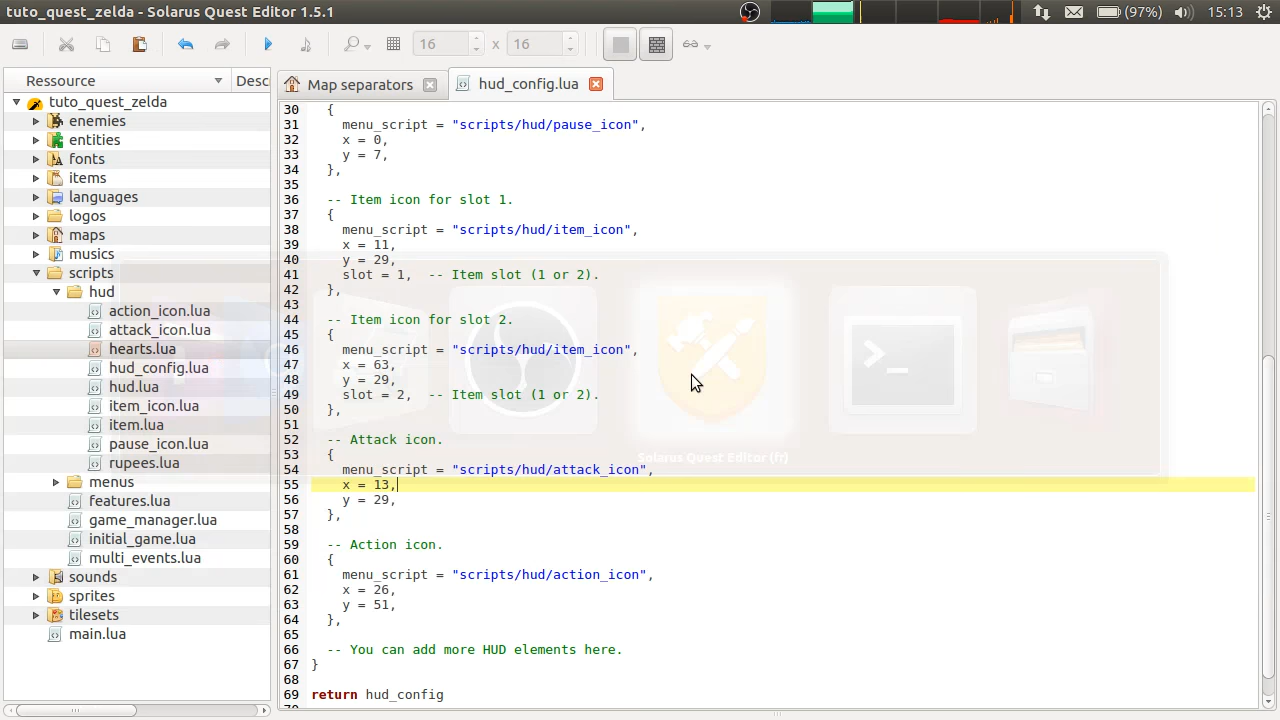 tuto_quest_zelda - Solarus Quest Editor 1.5.1
(97%)
15:13
16
x
16
Ressource
Desc
Map separators
hud_config.lua
tuto_quest_zelda
enemies
entities
fonts
items
languages
logos
maps
musics
scripts
hud
action_icon.lua
attack_icon.lua
hearts.lua
hud_config.lua
hud.lua
item_icon.lua
item.lua
pause_icon.lua
rupees.lua
menus
features.lua
game_manager.lua
initial_game.lua
multi_events.lua
sounds
sprites
tilesets
main.lua
30 {
31 menu_script = "scripts/hud/pause_icon",
32 x = 0,
33 y = 7,
34 },
35
36 -- Item icon for slot 1.
37 {
38 menu_script = "scripts/hud/item_icon",
39 x = 11,
40 y = 29,
41 slot = 1, -- Item slot (1 or 2).
42 },
43
44 -- Item icon for slot 2.
45 {
46 menu_script = "scripts/hud/item_icon",
47 x = 63,
48 y = 29,
49 slot = 2, -- Item slot (1 or 2).
50 },
51
52 -- Attack icon.
53 {
54 menu_script = "scripts/hud/attack_icon",
55 x = 13,
56 y = 29,
57 },
58
59 -- Action icon.
60 {
61 menu_script = "scripts/hud/action_icon",
62 x = 26,
63 y = 51,
64 },
65
66 -- You can add more HUD elements here.
67 }
68
69 return hud_config
Solarus Quest Editor (fr)